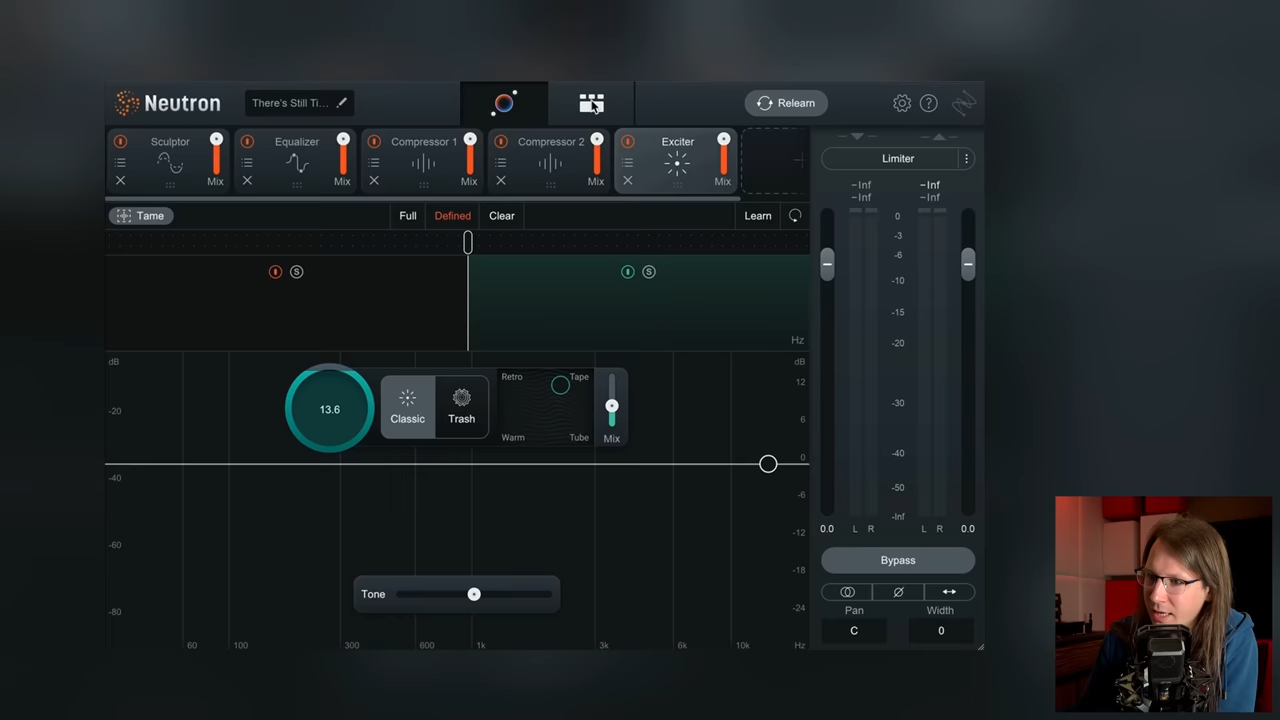 Neutron
There's Still Ti...
Relearn
Sculptor
Mix
Equalizer
Mix
Compressor 1
Mix
Compressor 2
Mix
Exciter
Mix
Limiter
Tame
Full
Defined
Clear
Learn
-Inf
-Inf
-Inf
-Inf
0
-3
-6
-10
-15
-20
-30
-40
-50
-Inf
S
S
Hz
dB
-20
-40
-60
-80
dB
12
6
0
-6
-12
-18
-24
13.6
Classic
Trash
Retro
Tape
Warm
Tube
Mix
Tone
60
100
300
600
1k
3k
6k
10k
Hz
0.0
L R
L R
0.0
Bypass
Pan
Width
C
0